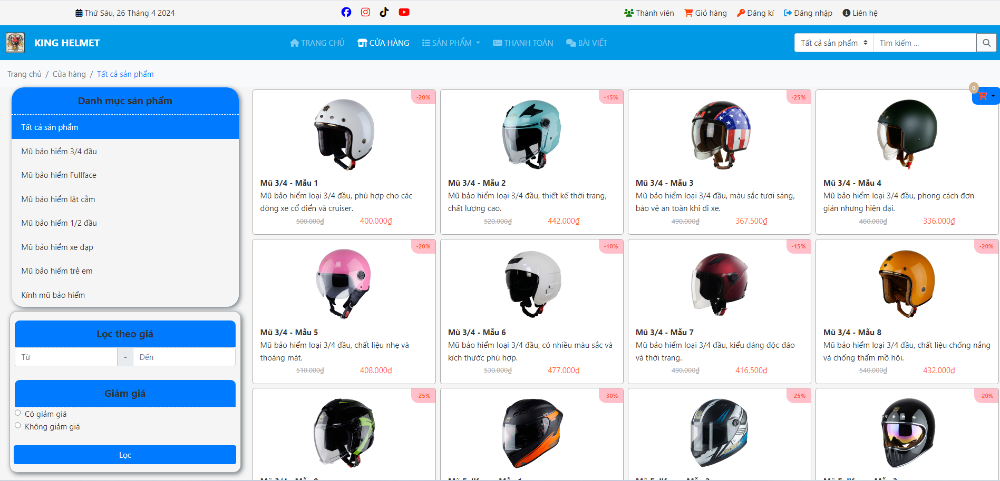 Thứ Sáu, 26 Tháng 4 2024
Thành viên
Giỏ hàng
Đăng kí
Đăng nhập
Liên hệ
KING HELMET
TRANG CHỦ
CỬA HÀNG
SẢN PHẨM
THANH TOÁN
BÀI VIẾT
Tất cả sản phẩm
Tìm kiếm ...
Trang chủ / Cửa hàng / Tất cả sản phẩm
0
Danh mục sản phẩm
Tất cả sản phẩm
Mũ bảo hiểm 3/4 đầu
Mũ bảo hiểm Fullface
Mũ bảo hiểm lật cằm
Mũ bảo hiểm 1/2 đầu
Mũ bảo hiểm xe đạp
Mũ bảo hiểm trẻ em
Kính mũ bảo hiểm
Lọc theo giá
Từ - Đến
Giảm giá
Có giảm giá
Không giảm giá
Lọc
-20%
Mũ 3/4 - Mẫu 1
Mũ bảo hiểm loại 3/4 đầu, phù hợp cho các
dòng xe cổ điển và cruiser.
500.000₫ 400.000₫
-15%
Mũ 3/4 - Mẫu 2
Mũ bảo hiểm loại 3/4 đầu, thiết kế thời trang,
chất lượng cao.
520.000₫ 442.000₫
-25%
Mũ 3/4 - Mẫu 3
Mũ bảo hiểm loại 3/4 đầu, màu sắc tươi sáng,
bảo vệ an toàn khi đi xe.
490.000₫ 367.500₫
Mũ 3/4 - Mẫu 4
Mũ bảo hiểm loại 3/4 đầu, phong cách đơn
giản nhưng hiện đại.
480.000₫ 336.000₫
-20%
Mũ 3/4 - Mẫu 5
Mũ bảo hiểm loại 3/4 đầu, chất liệu nhẹ và
thoáng mát.
510.000₫ 408.000₫
-10%
Mũ 3/4 - Mẫu 6
Mũ bảo hiểm loại 3/4 đầu, có nhiều màu sắc và
kích thước phù hợp.
530.000₫ 477.000₫
-15%
Mũ 3/4 - Mẫu 7
Mũ bảo hiểm loại 3/4 đầu, kiểu dáng độc đáo
và thời trang.
490.000₫ 416.500₫
-20%
Mũ 3/4 - Mẫu 8
Mũ bảo hiểm loại 3/4 đầu, chất liệu chống nắng
và chống thấm mồ hôi.
540.000₫ 432.000₫
-25%
-30%
-25%
-20%